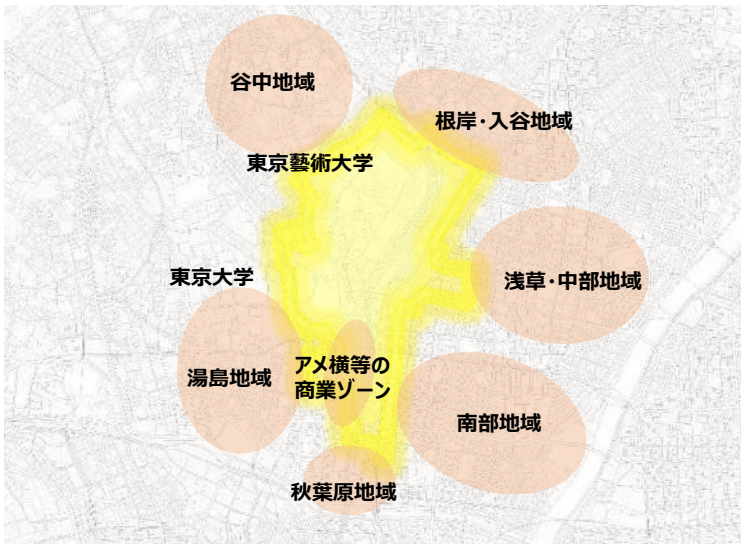 谷中地域
根岸・入谷地域
東京藝術大学
東京大学
浅草・中部地域
湯島地域
アメ横等の
商業ゾーン
南部地域
秋葉原地域